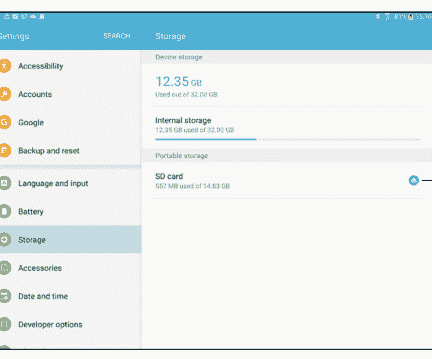 Settings
SEARCH
Storage
Accessibility
Accounts
Google
Backup and reset
Language and input
Battery
Storage
Accessories
Date and time
Developer options
Device storage
12.35 GB
Used out of 32.00 GB
Internal storage
12.35 GB used of 32.00 GB
Portable storage
SD card
557 MB used of 14.83 GB